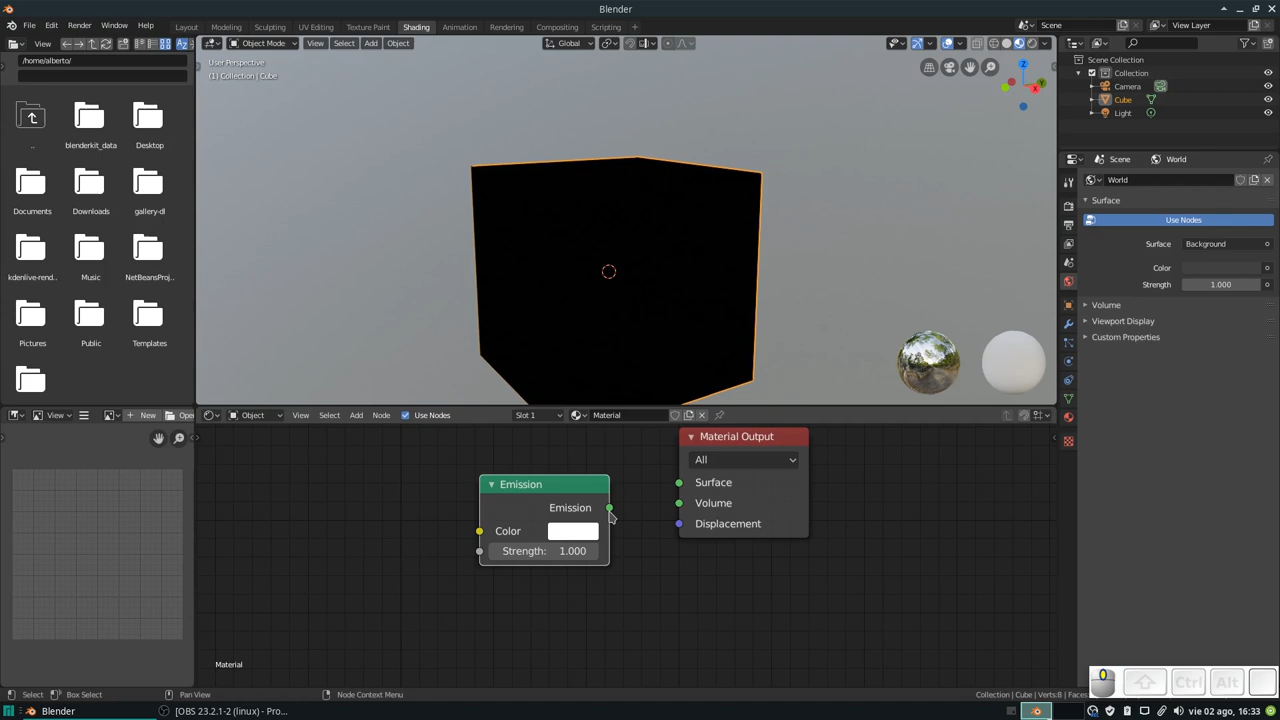 Blender
File Edit Render Window Help Layout Modeling Sculpting UV Editing Texture Paint Shading Animation Rendering Compositing Scripting Scene View Layer
View Object Mode View Select Add Object Global
/home/alberto/
User Perspective
(1) Collection | Cube
Scene Collection
Collection
Camera
Cube
Light
..
blenderkit_data
Desktop
Documents
Downloads
gallery-dl
kdenlive-rend..
Music
NetBeansProj..
Pictures
Public
Templates
Z
Y
X
Scene World
World
Surface
Use Nodes
Surface Background
Color
Strength 1.000
Volume
Viewport Display
Custom Properties
View New Open Object View Select Add Node Use Nodes Slot 1 Material
Material Output
All
Surface
Volume
Displacement
Emission
Emission
Color
Strength: 1.000
Material
Ctrl Alt
Select Box Select Pan View Node Context Menu Collection | Cube | Verts:8 | Faces
Blender [OBS 23.2.1-2 (linux) - Pro... vie 02 ago, 16:33